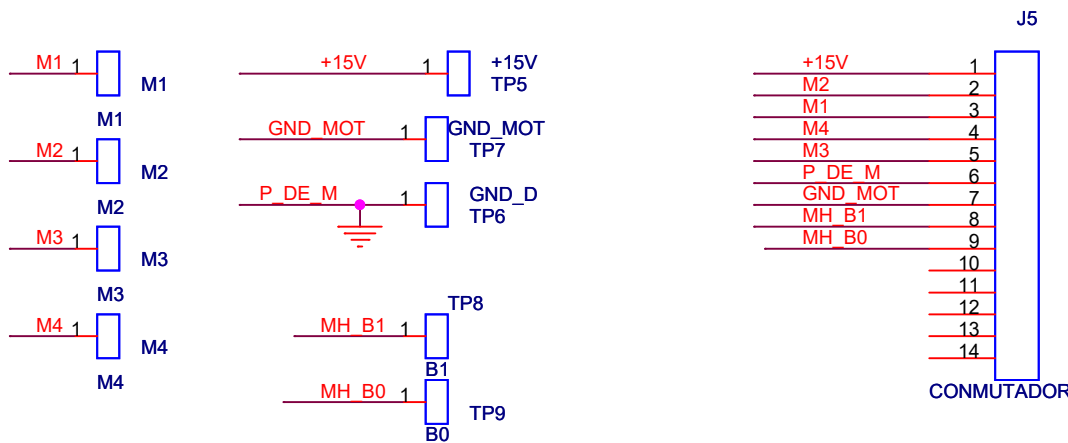 M1 1
M1
M1
M2 1
M2
M2
M3 1
M3
M3
M4 1
M4
M4
+15V 1
+15V
TP5
GND_MOT 1
GND_MOT
TP7
P_DE_M 1
GND_D
TP6
TP8
MH_B1 1
B1
MH_B0 1
TP9
B0
J5
+15V 1
M2 2
M1 3
M4 4
M3 5
P_DE_M 6
GND_MOT 7
MH_B1 8
MH_B0 9
10
11
12
13
14
CONMUTADOR